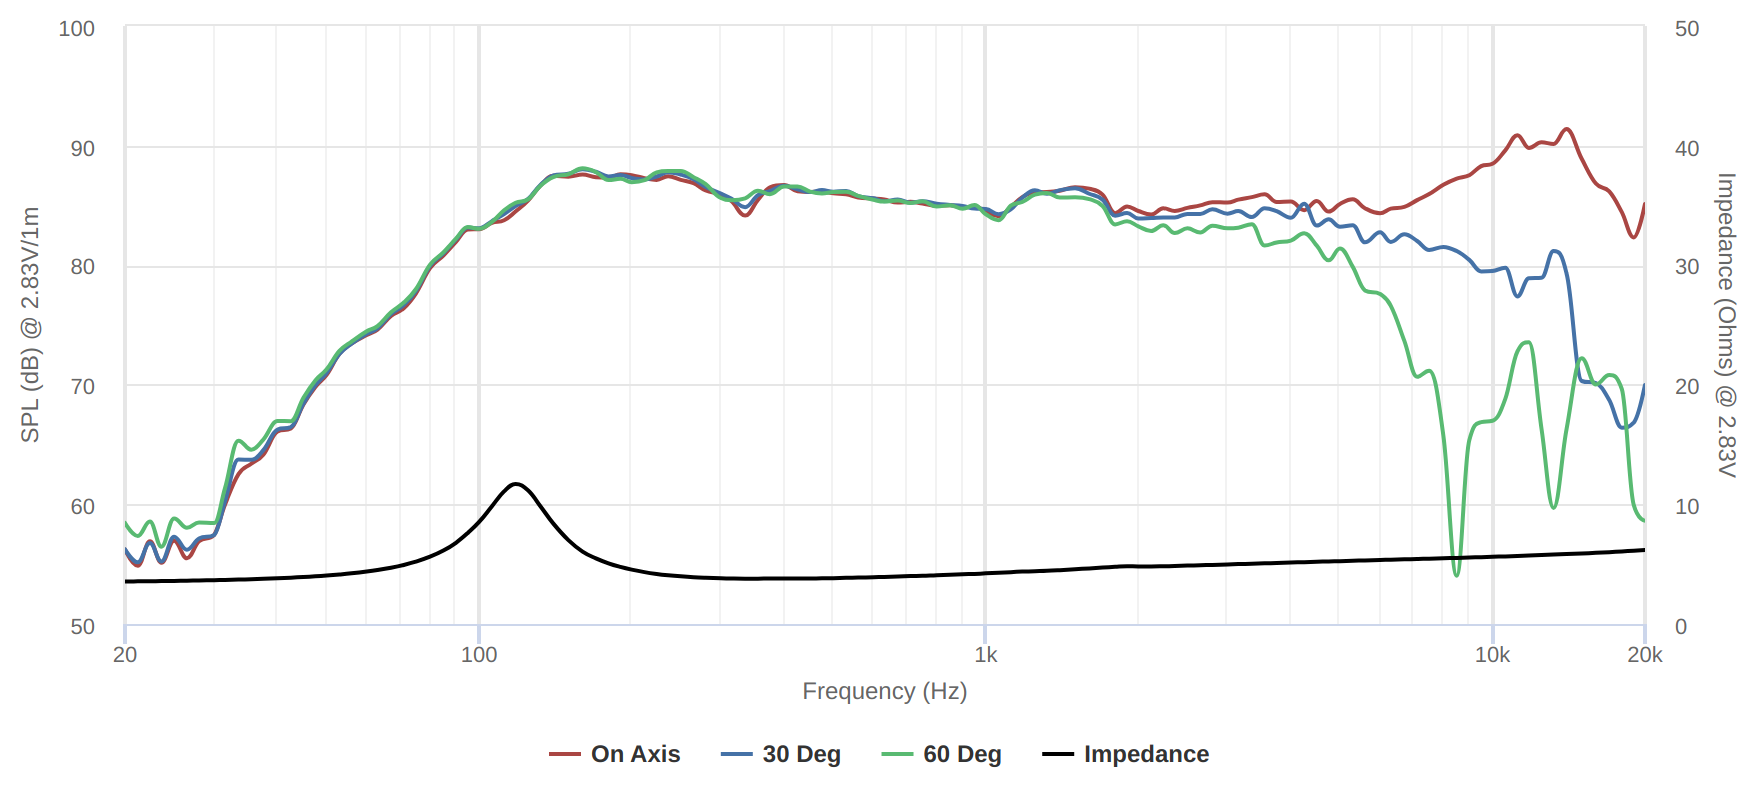 100
90
80
70
60
50
SPL (dB) @ 2.83V/1m
50
40
30
20
10
0
Impedance (Ohms) @ 2.83V
20
100
1k
10k
20k
Frequency (Hz)
On Axis
30 Deg
60 Deg
Impedance